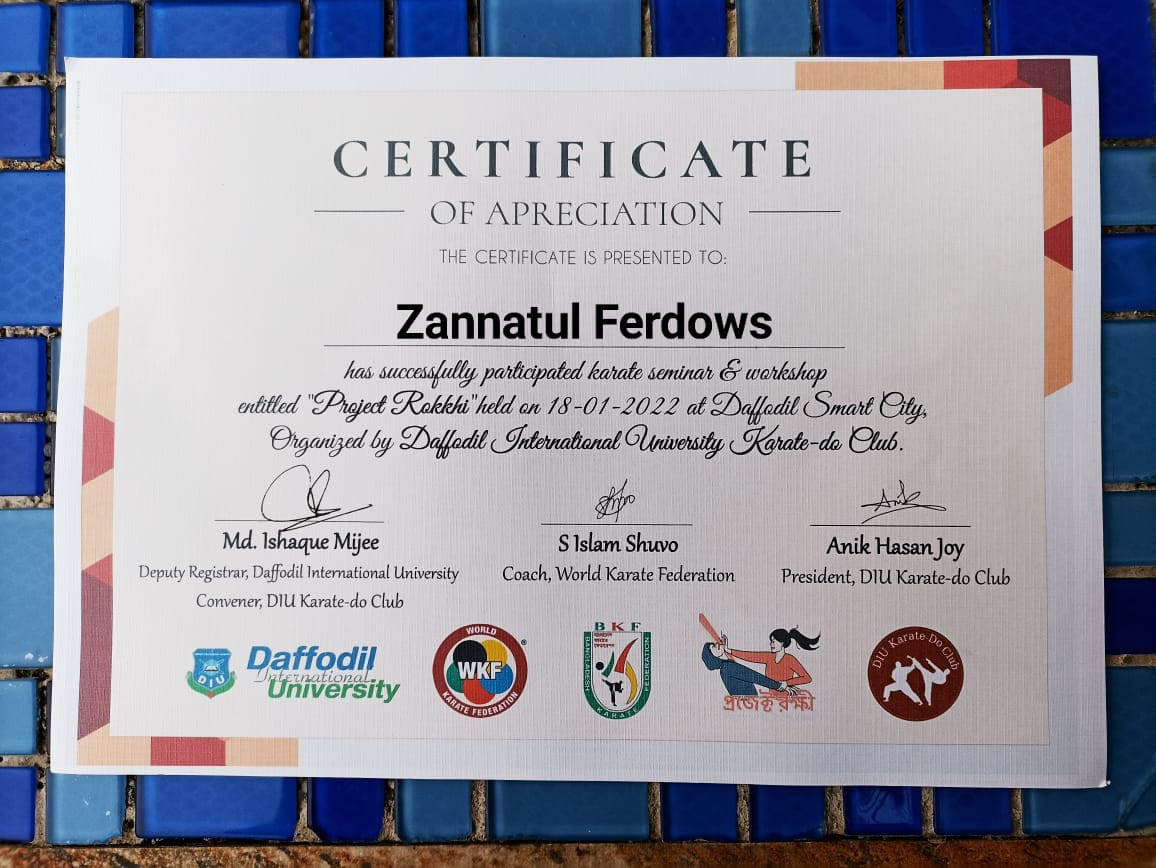 CERTIFICATE
OF APRECIATION
THE CERTIFICATE IS PRESENTED TO:
Zannatul Ferdows
has successfully participated karate seminar & workshop
entitled "Project Rokkhi" held on 18-01-2022 at Daffodil Smart City,
Organized by Daffodil International University Karate-do Club.
Anik
Md. Ishaque Mijee
S Islam Shuvo
Anik Hasan Joy
Deputy Registrar, Daffodil International University
Coach, World Karate Federation
President, DIU Karate-do Club
Convener, DIU Karate-do Club
DIU
Daffodil
International
University
WORLD
WKF
KARATE FEDERATION
®
BKF
বাংলাদেশ
কারাতে
ফেডারেশন
BANGLADESH
KARATE
FEDERATION
প্রজেক্ট রক্ষী
DIU Karate-Do Club